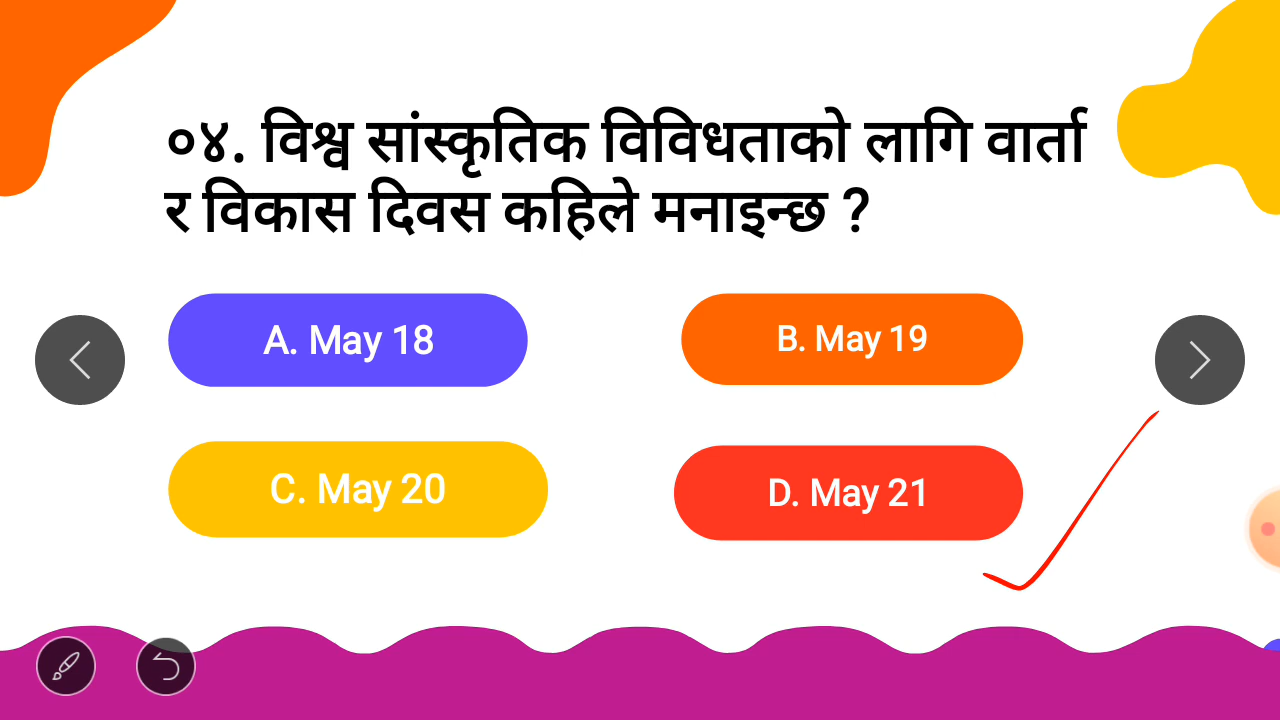 ०४. विश्व सांस्कृतिक विविधताको लागि वार्ता
र विकास दिवस कहिले मनाइन्छ ?
A. May 18
B. May 19
C. May 20
D. May 21